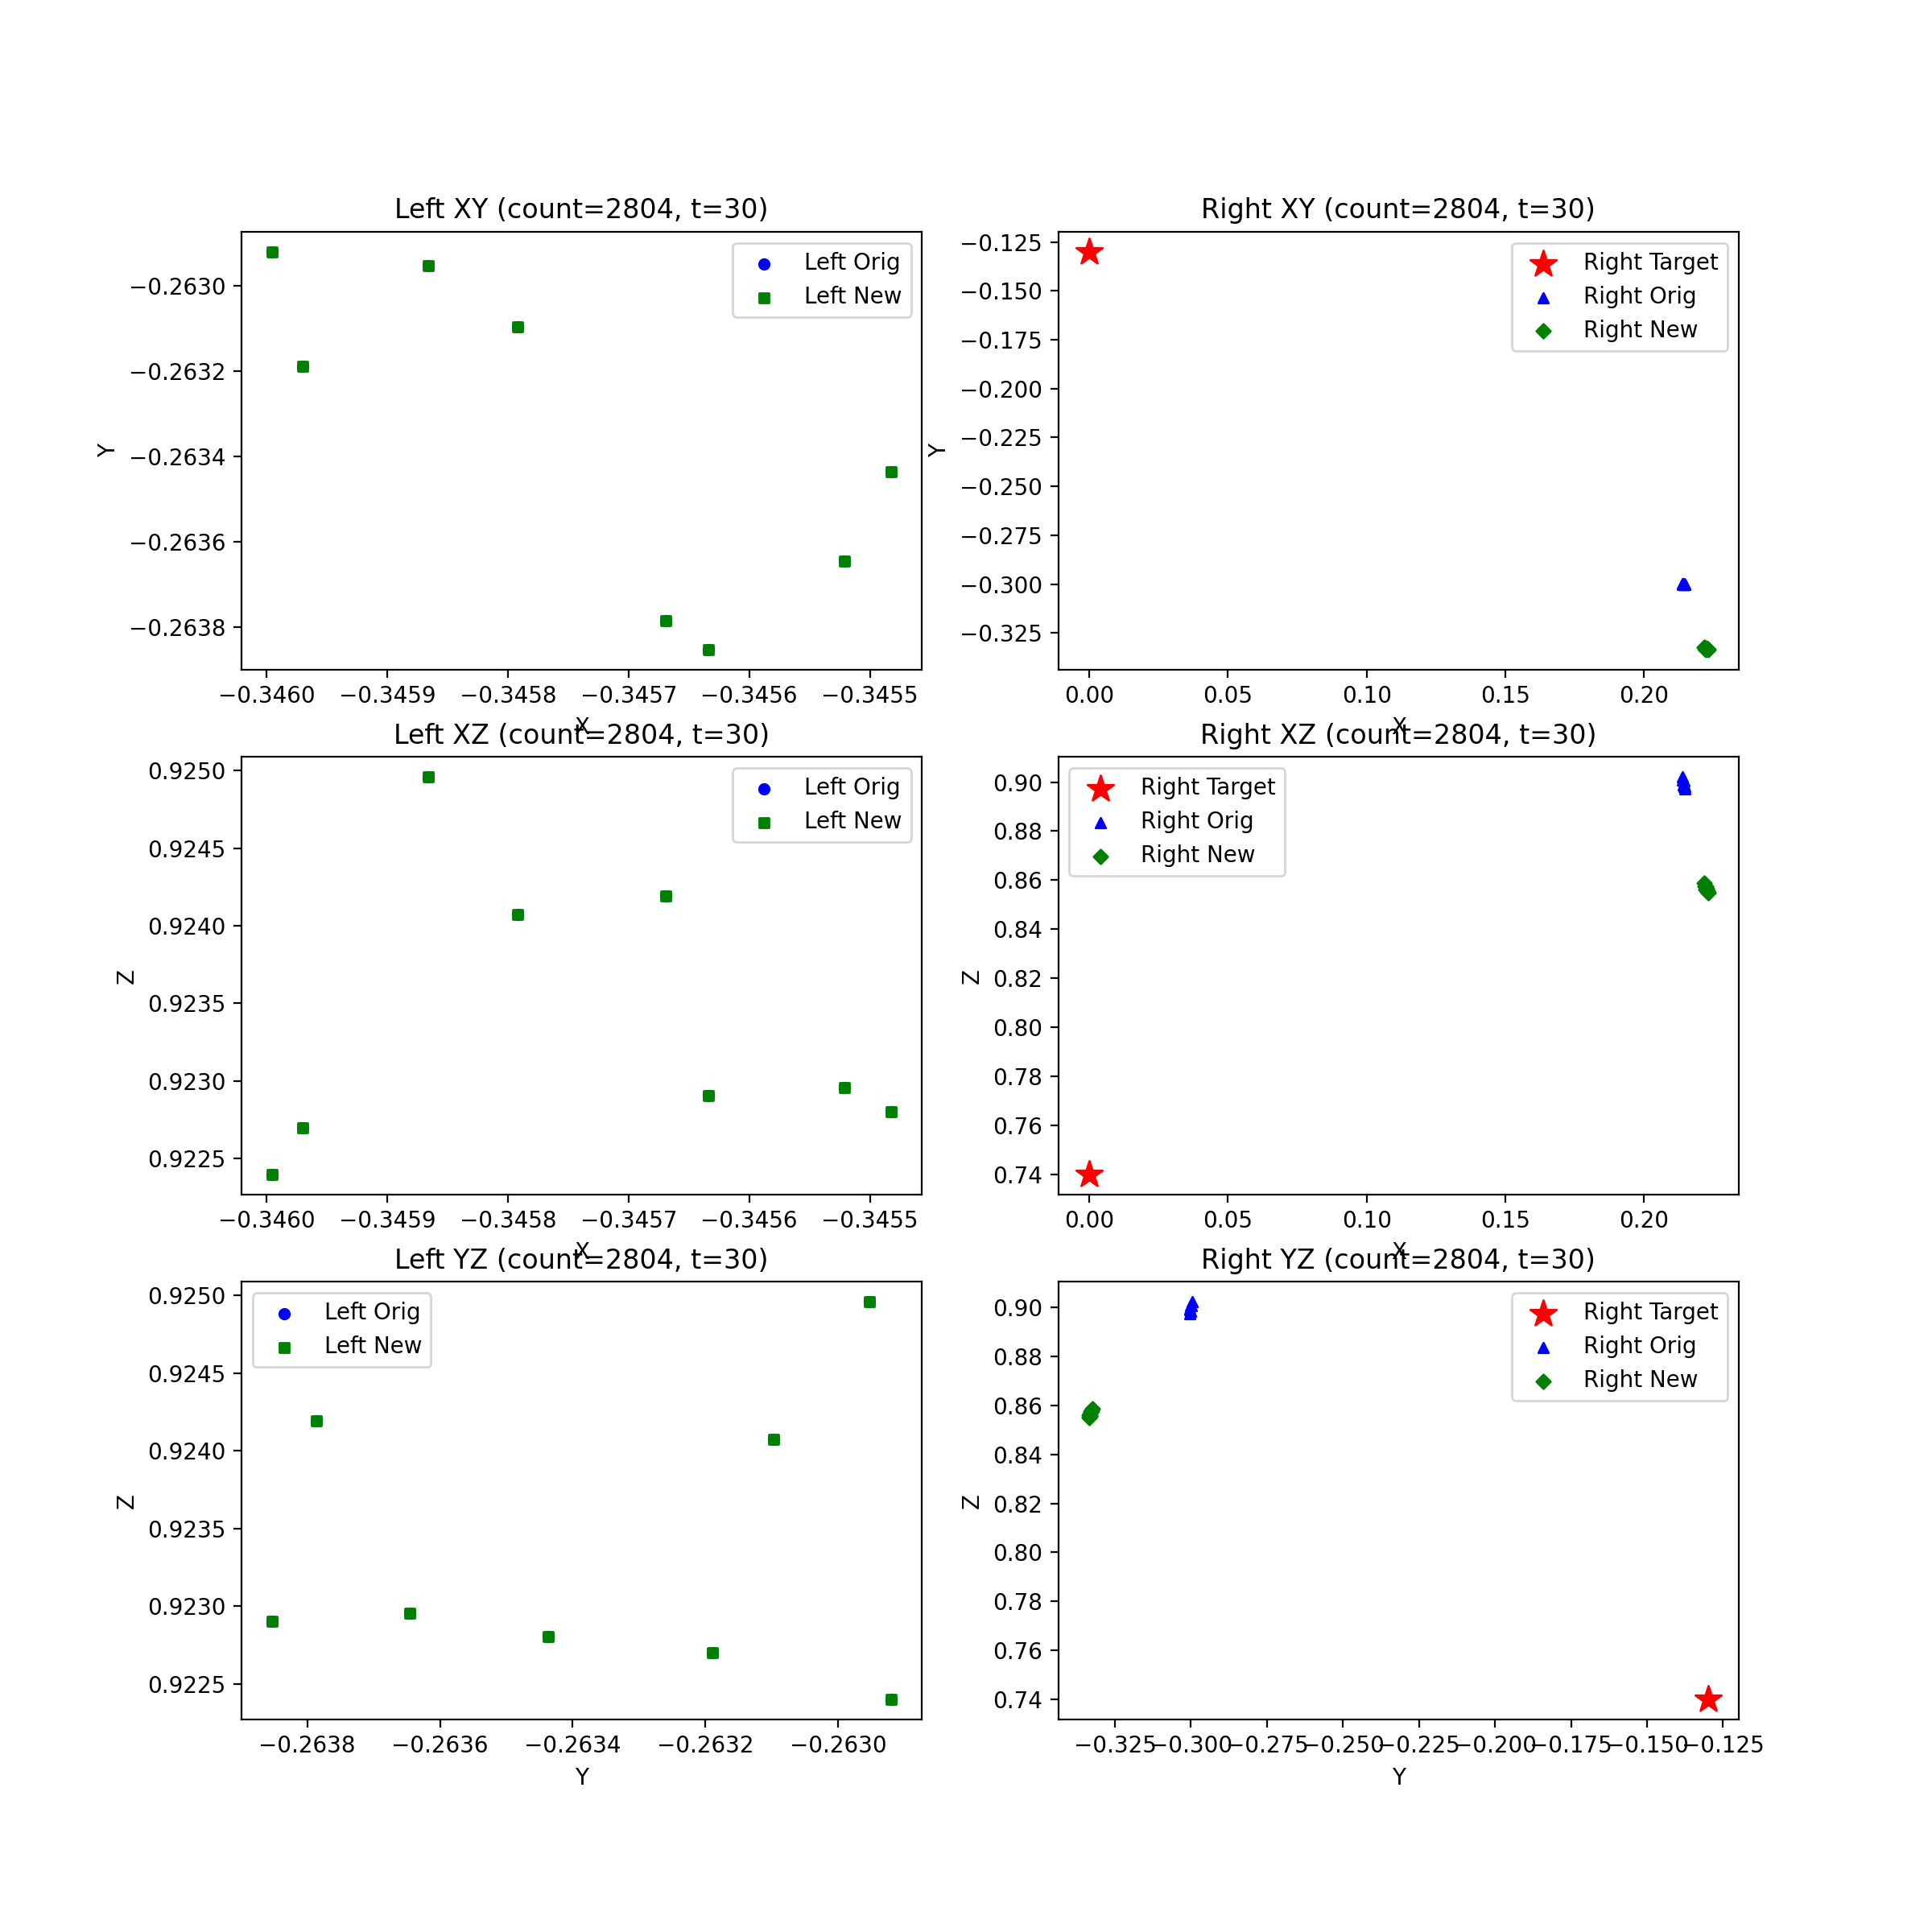 Left XY (count=2804, t=30)
Left Orig
Left New
−0.2630
−0.2632
−0.2634
−0.2636
−0.2638
Y
−0.3460 −0.3459 −0.3458 −0.3457 −0.3456 −0.3455
X
Right XY (count=2804, t=30)
Right Target
Right Orig
Right New
−0.125
−0.150
−0.175
−0.200
−0.225
−0.250
−0.275
−0.300
−0.325
Y
0.00 0.05 0.10 0.15 0.20
X
Left XZ (count=2804, t=30)
Left Orig
Left New
0.9250
0.9245
0.9240
0.9235
0.9230
0.9225
Z
−0.3460 −0.3459 −0.3458 −0.3457 −0.3456 −0.3455
X
Right XZ (count=2804, t=30)
Right Target
Right Orig
Right New
0.90
0.88
0.86
0.84
0.82
0.80
0.78
0.76
0.74
Z
0.00 0.05 0.10 0.15 0.20
X
Left YZ (count=2804, t=30)
Left Orig
Left New
0.9250
0.9245
0.9240
0.9235
0.9230
0.9225
Z
−0.2638 −0.2636 −0.2634 −0.2632 −0.2630
Y
Right YZ (count=2804, t=30)
Right Target
Right Orig
Right New
0.90
0.88
0.86
0.84
0.82
0.80
0.78
0.76
0.74
Z
−0.325 −0.300 −0.275 −0.250 −0.225 −0.200 −0.175 −0.150 −0.125
Y